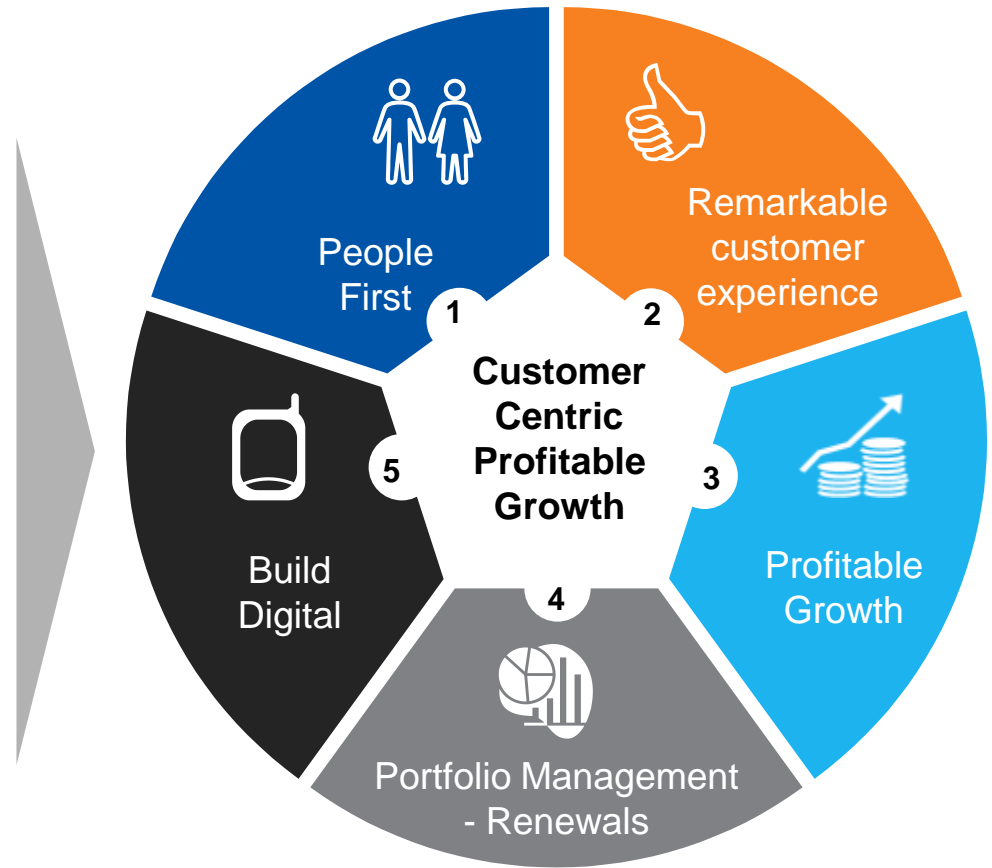 People
First
1
Remarkable
customer
experience
2
Customer
Centric
Profitable
Growth
3
Profitable
Growth
4
Portfolio Management
- Renewals
5
Build
Digital